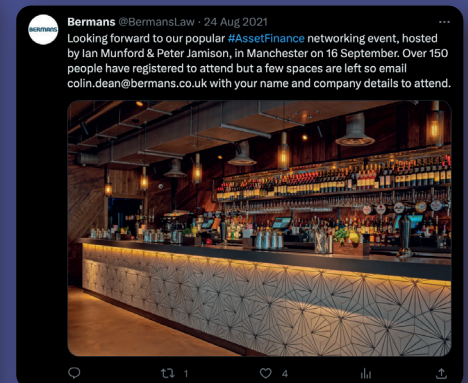 BERMANS
Bermans @BermansLaw · 24 Aug 2021
Looking forward to our popular #AssetFinance networking event, hosted
by Ian Munford & Peter Jamison, in Manchester on 16 September. Over 150
people have registered to attend but a few spaces are left so email
colin.dean@bermans.co.uk with your name and company details to attend.
1
4